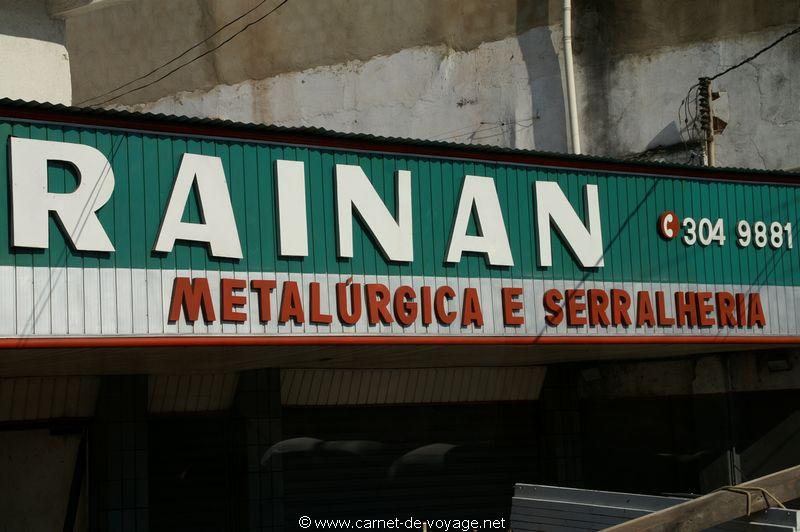 RAINAN
304 9881
METALÚRGICA E SERRALHERIA
© www.carnet-de-voyage.net